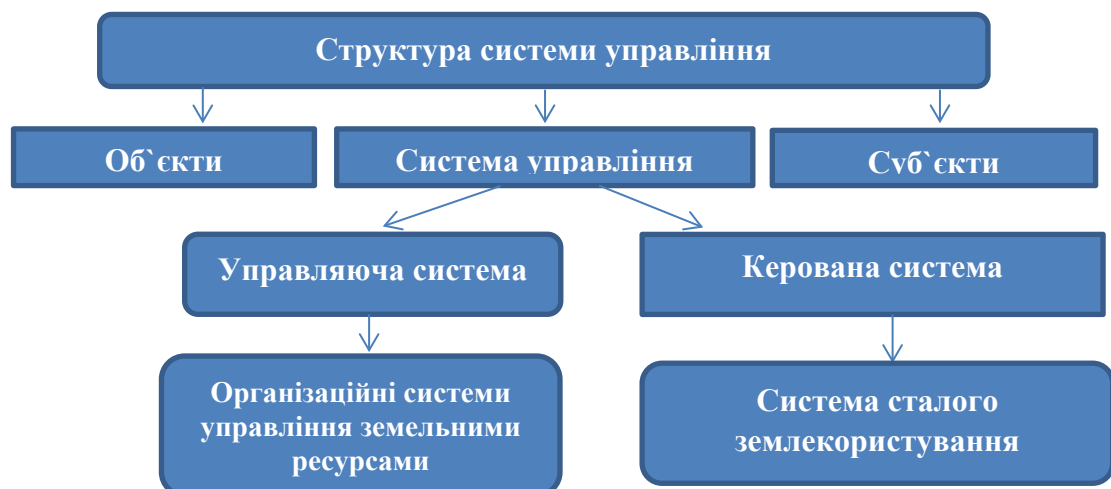 Структура системи управління
Об`єкти
Система управління
Суб`єкти
Управляюча система
Керована система
Організаційні системи
управління земельними
ресурсами
Система сталого
землекористування